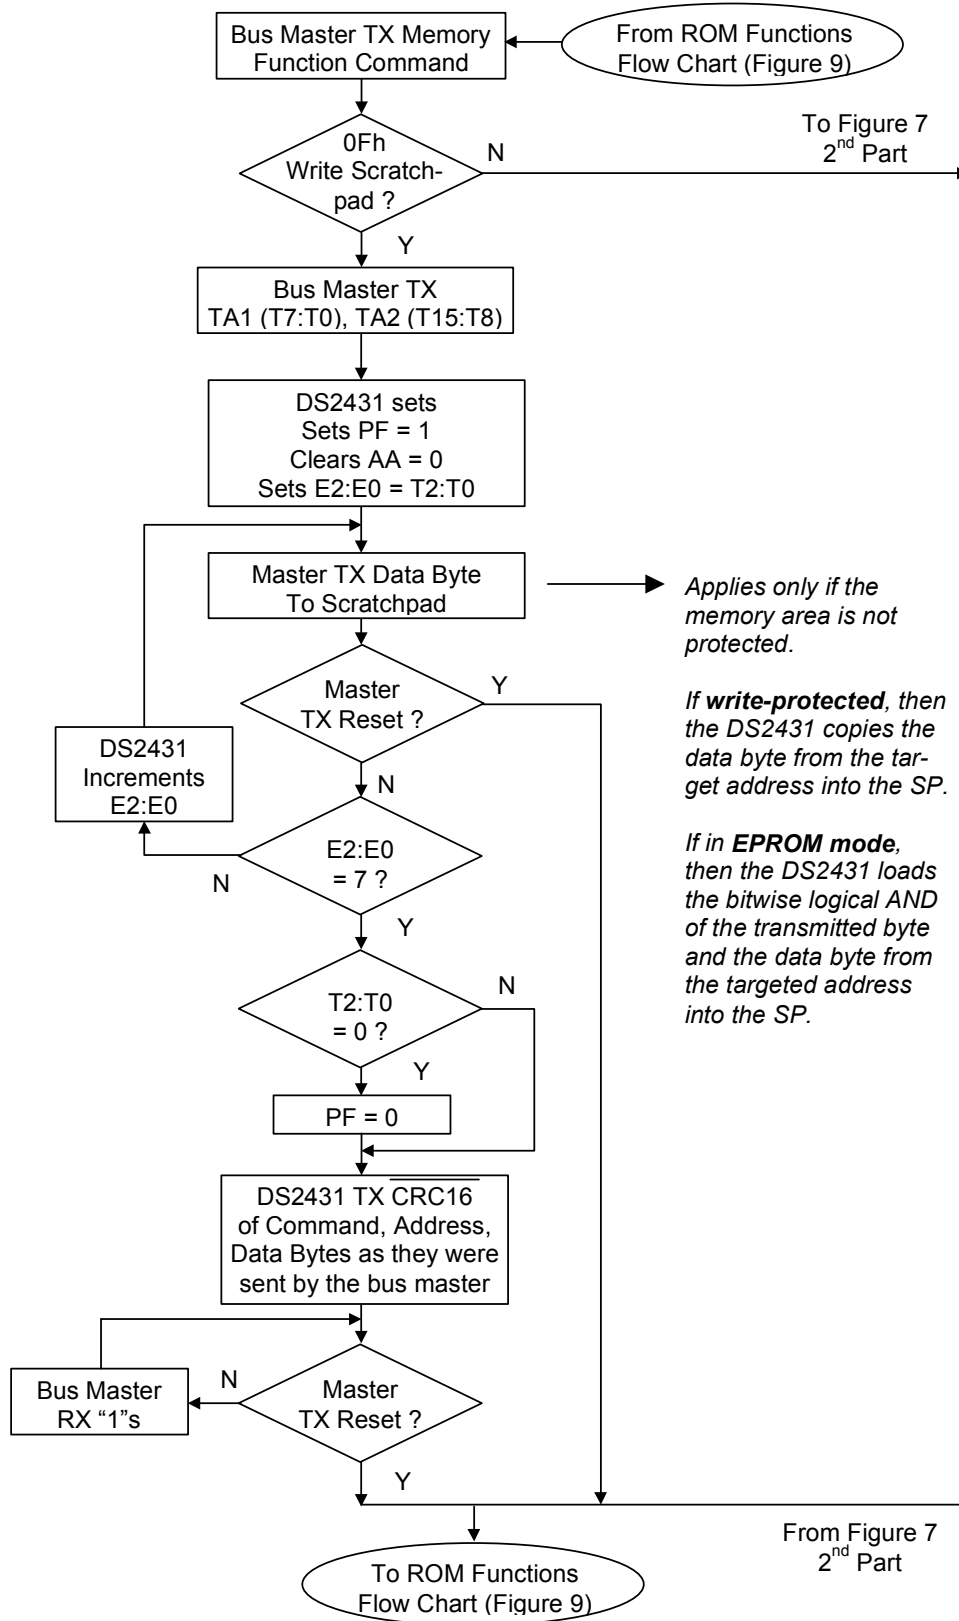 Bus Master TX Memory
Function Command
From ROM Functions
Flow Chart (Figure 9)
To Figure 7
2nd Part
0Fh
Write Scratch-
pad ?
N
Y
Bus Master TX
TA1 (T7:T0), TA2 (T15:T8)
DS2431 sets
Sets PF = 1
Clears AA = 0
Sets E2:E0 = T2:T0
Master TX Data Byte
To Scratchpad
Applies only if the
memory area is not
protected.
If write-protected, then
the DS2431 copies the
data byte from the tar-
get address into the SP.
If in EPROM mode,
then the DS2431 loads
the bitwise logical AND
of the transmitted byte
and the data byte from
the targeted address
into the SP.
Master
TX Reset ?
Y
N
DS2431
Increments
E2:E0
E2:E0
= 7 ?
N
Y
T2:T0
= 0 ?
N
Y
PF = 0
DS2431 TX CRC16
of Command, Address,
Data Bytes as they were
sent by the bus master
Master
TX Reset ?
N
Bus Master
RX “1”s
Y
From Figure 7
2nd Part
To ROM Functions
Flow Chart (Figure 9)